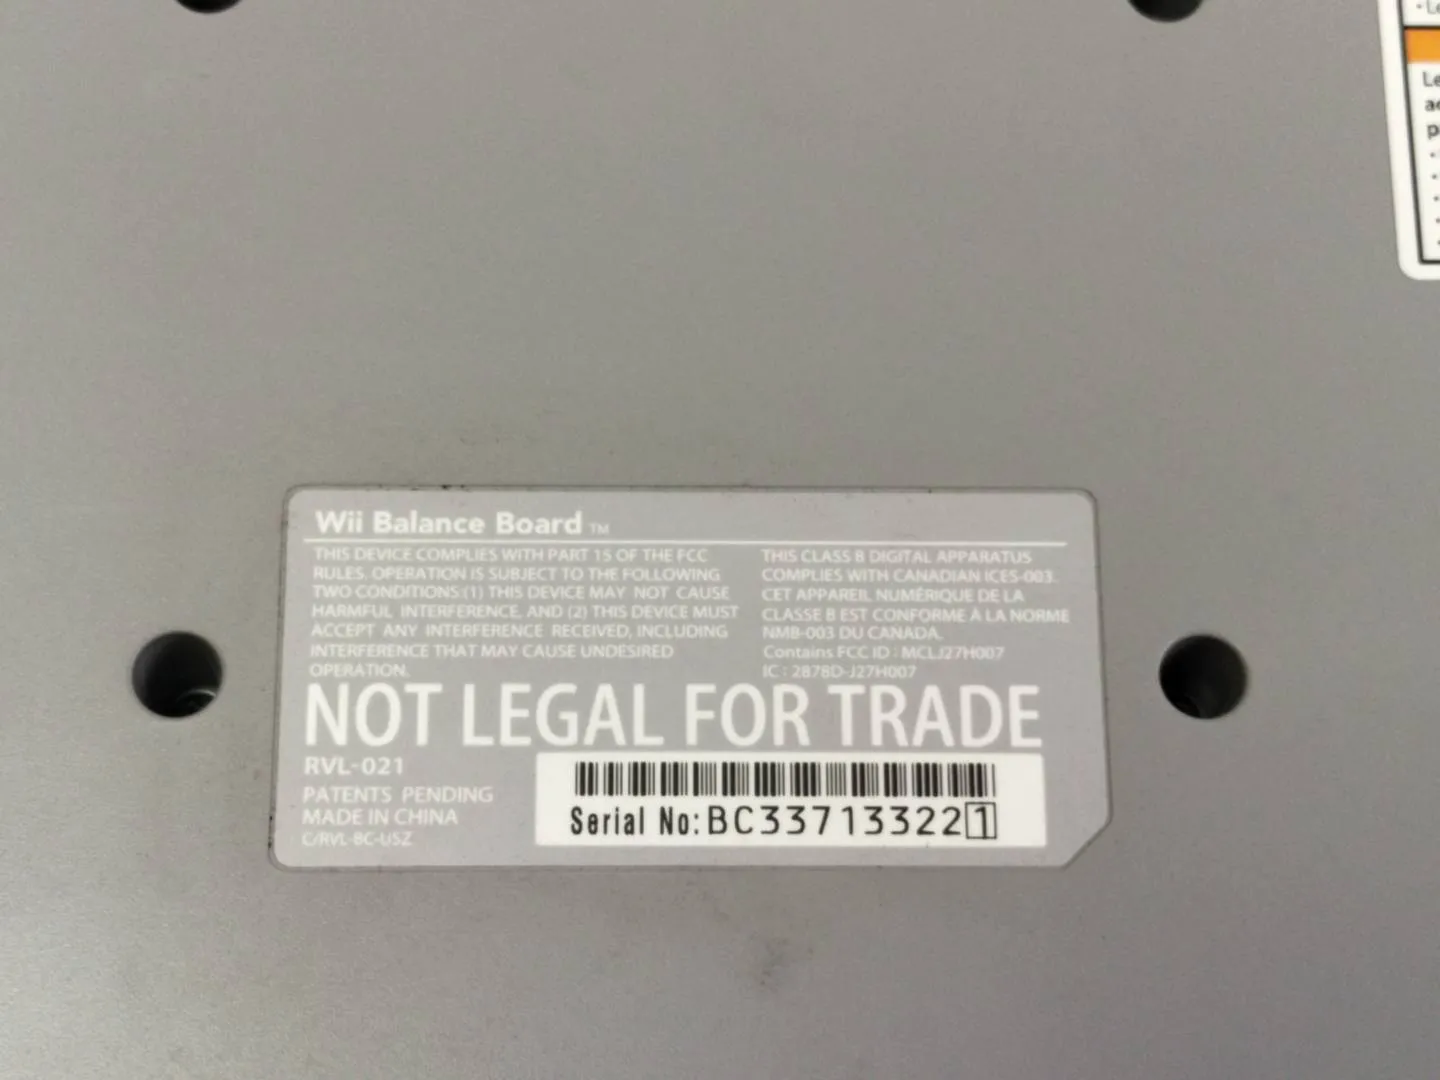 Wii Balance Board TM
THIS DEVICE COMPLIES WITH PART 15 OF THE FCC
RULES. OPERATION IS SUBJECT TO THE FOLLOWING
TWO CONDITIONS:(1) THIS DEVICE MAY NOT CAUSE
HARMFUL INTERFERENCE, AND (2) THIS DEVICE MUST
ACCEPT ANY INTERFERENCE RECEIVED, INCLUDING
INTERFERENCE THAT MAY CAUSE UNDESIRED
OPERATION.
THIS CLASS B DIGITAL APPARATUS
COMPLIES WITH CANADIAN ICES-003.
CET APPAREIL NUMÉRIQUE DE LA
CLASSE B EST CONFORME À LA NORME
NMB-003 DU CANADA.
Contains FCC ID : MCLJ27H007
IC : 2878D-J27H007
NOT LEGAL FOR TRADE
RVL-021
PATENTS PENDING
MADE IN CHINA
C/RVL-BC-USZ
Serial No:BC337133221